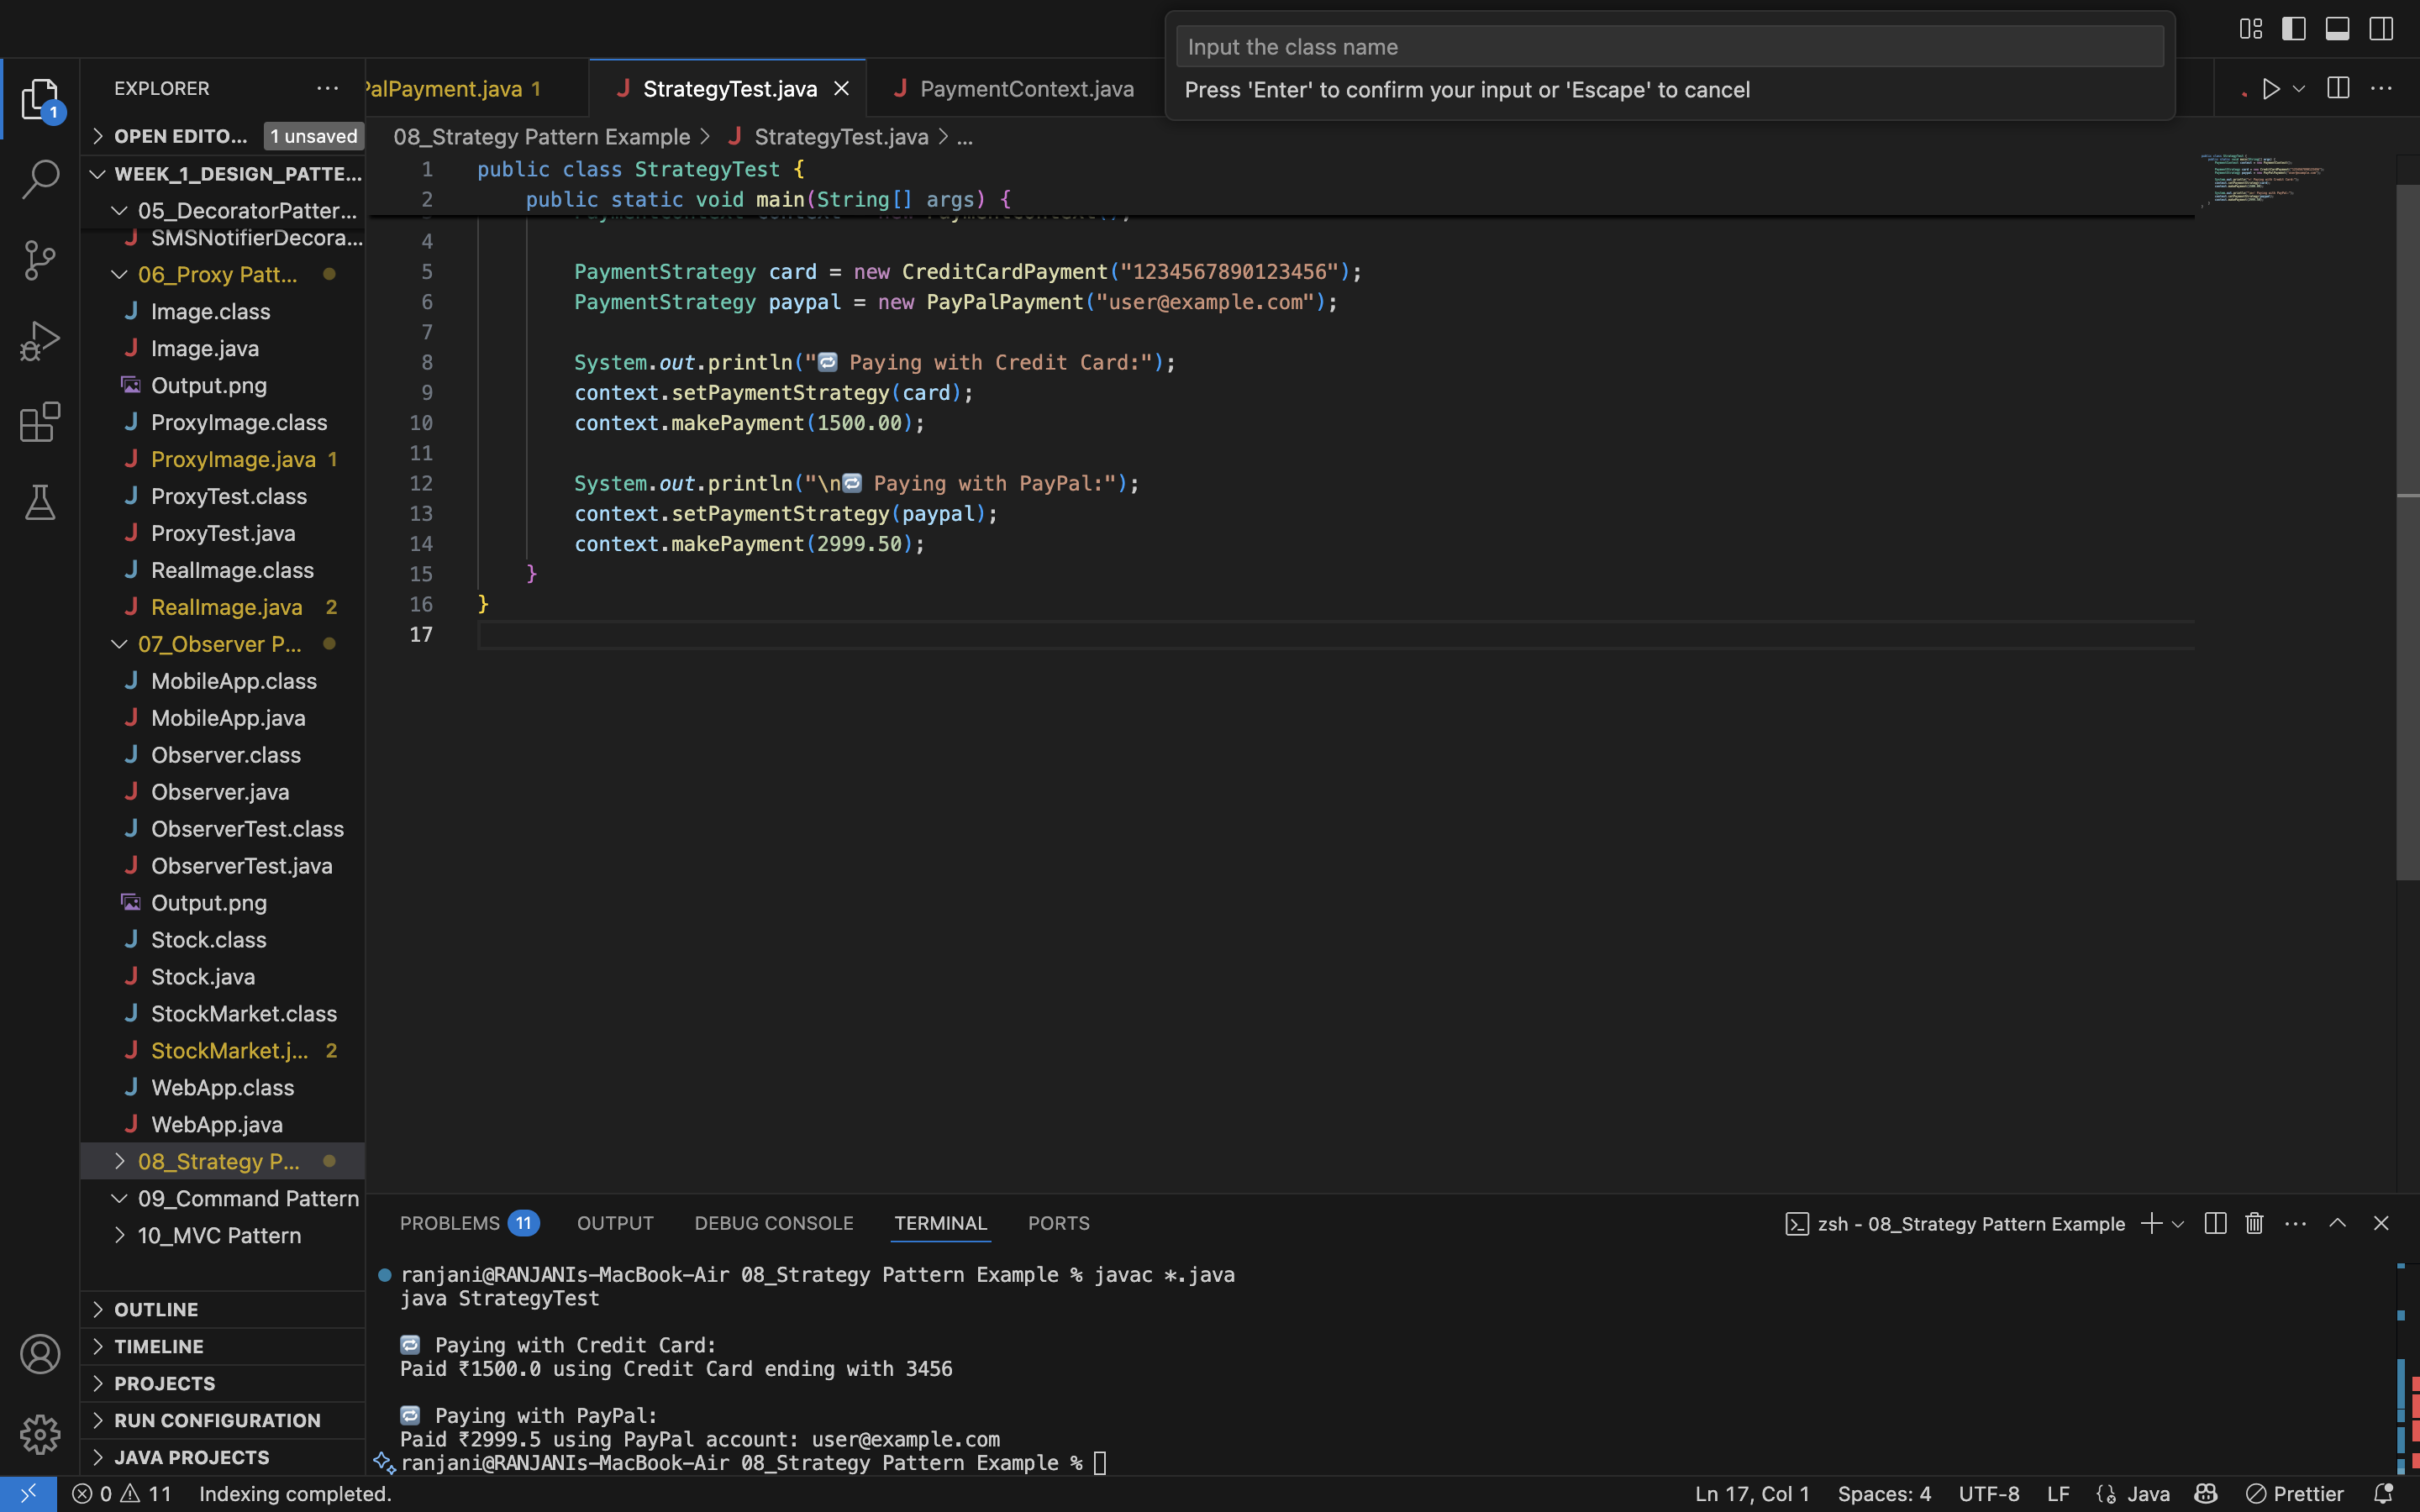 Input the class name
Press 'Enter' to confirm your input or 'Escape' to cancel
EXPLORER
PalPayment.java 1
StrategyTest.java
PaymentContext.java
1
OPEN EDITO... 1 unsaved
08_Strategy Pattern Example > StrategyTest.java > ...
WEEK_1_DESIGN_PATTE...
05_DecoratorPatter...
SMSNotifierDecora...
06_Proxy Patt...
Image.class
Image.java
Output.png
ProxyImage.class
ProxyImage.java 1
ProxyTest.class
ProxyTest.java
RealImage.class
RealImage.java 2
07_Observer P...
MobileApp.class
MobileApp.java
Observer.class
Observer.java
ObserverTest.class
ObserverTest.java
Output.png
Stock.class
Stock.java
StockMarket.class
StockMarket.j... 2
WebApp.class
WebApp.java
08_Strategy P...
09_Command Pattern
10_MVC Pattern
OUTLINE
TIMELINE
PROJECTS
RUN CONFIGURATION
JAVA PROJECTS
1 public class StrategyTest {
2 public static void main(String[] args) {
4
5 PaymentStrategy card = new CreditCardPayment("1234567890123456");
6 PaymentStrategy paypal = new PayPalPayment("user@example.com");
7
8 System.out.println("🔁 Paying with Credit Card:");
9 context.setPaymentStrategy(card);
10 context.makePayment(1500.00);
11
12 System.out.println("\n🔁 Paying with PayPal:");
13 context.setPaymentStrategy(paypal);
14 context.makePayment(2999.50);
15 }
16 }
17
PROBLEMS 11 OUTPUT DEBUG CONSOLE TERMINAL PORTS
zsh - 08_Strategy Pattern Example
ranjani@RANJANIs-MacBook-Air 08_Strategy Pattern Example % javac *.java
java StrategyTest
🔁 Paying with Credit Card:
Paid ₹1500.0 using Credit Card ending with 3456
🔁 Paying with PayPal:
Paid ₹2999.5 using PayPal account: user@example.com
ranjani@RANJANIs-MacBook-Air 08_Strategy Pattern Example %
0 11 Indexing completed.
Ln 17, Col 1 Spaces: 4 UTF-8 LF {} Java Prettier